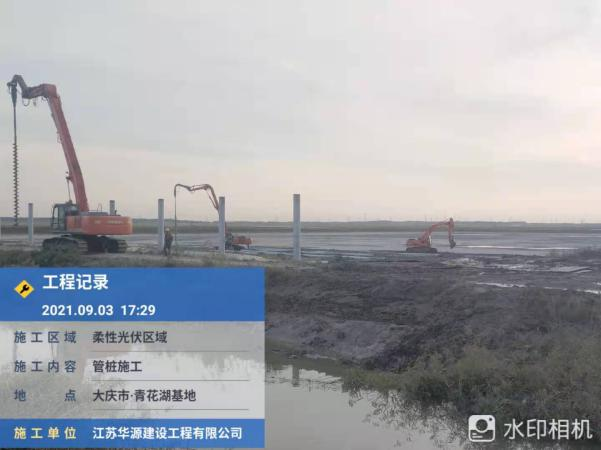 工程记录
2021.09.03 17:29
施工区域 柔性光伏区域
施工内容 管桩施工
地 点 大庆市·青花湖基地
施工单位 江苏华源建设工程有限公司
水印相机